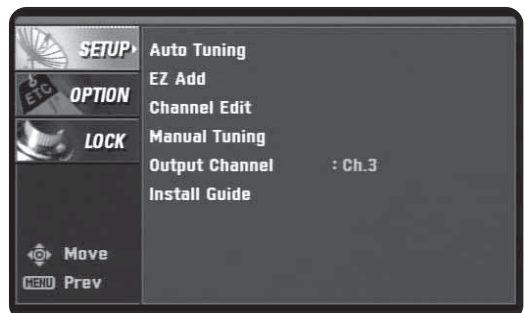 SETUP
ETC OPTION
LOCK
Auto Tuning
EZ Add
Channel Edit
Manual Tuning
Output Channel : Ch.3
Install Guide
Move
MENU Prev